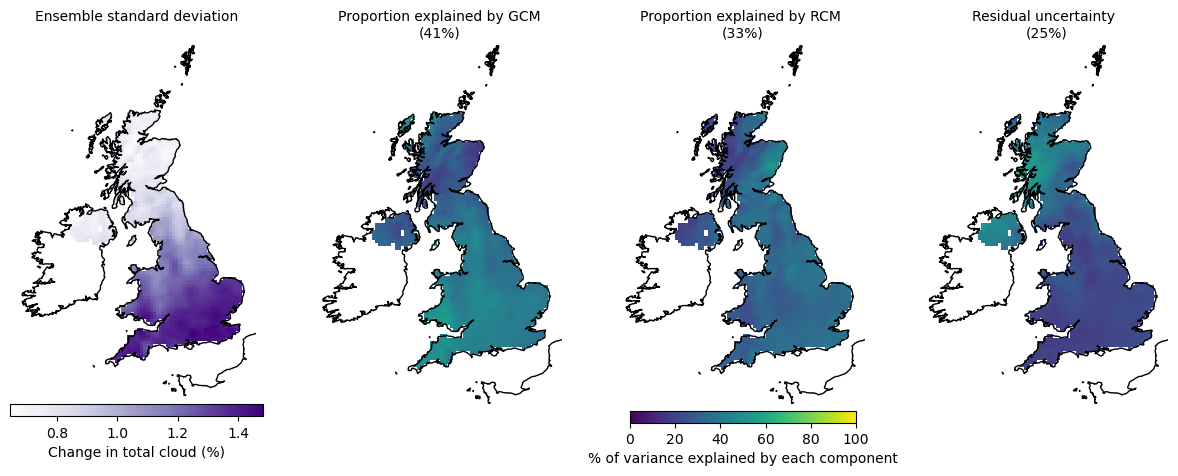 Ensemble standard deviation
Proportion explained by GCM
(41%)
Proportion explained by RCM
(33%)
Residual uncertainty
(25%)
0.8 1.0 1.2 1.4
Change in total cloud (%)
0 20 40 60 80 100
% of variance explained by each component